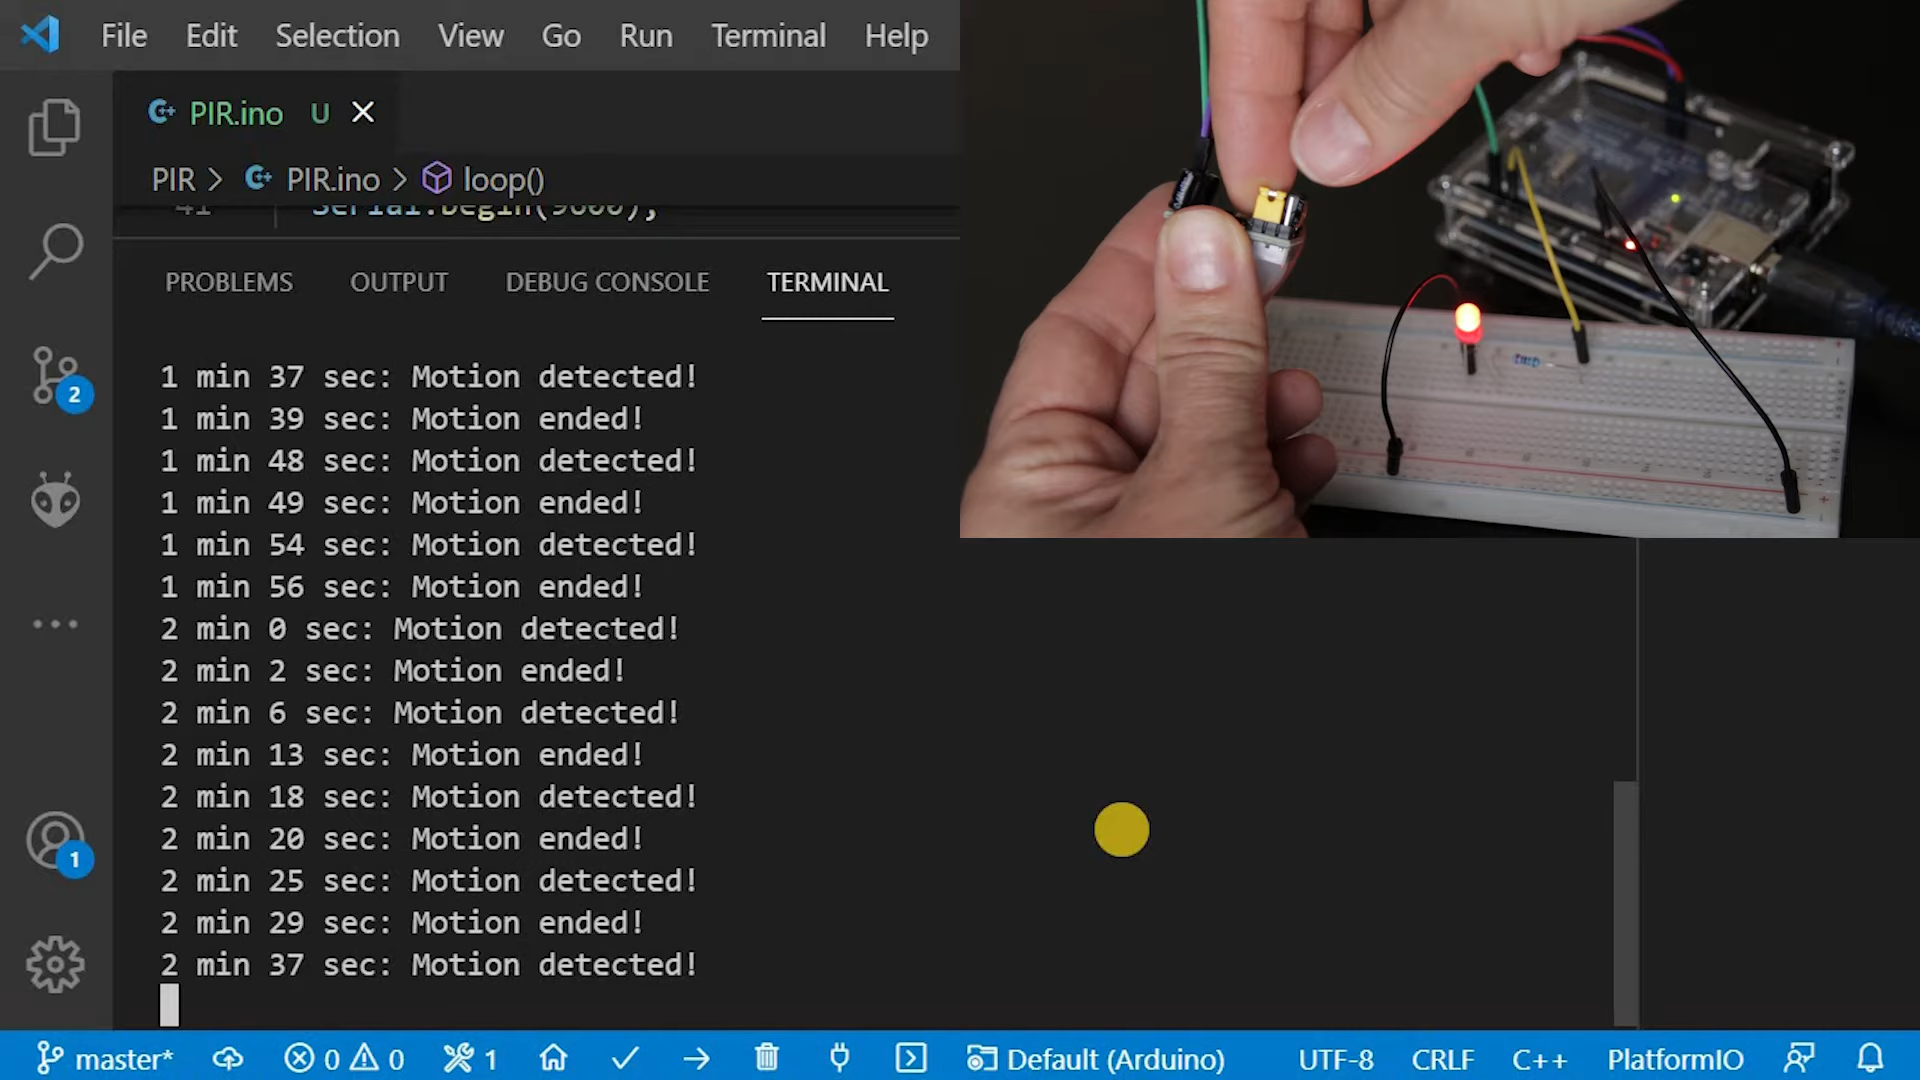 File Edit Selection View Go Run Terminal Help
PIR.ino U
PIR > PIR.ino > loop()
41 Serial.begin(9600);
PROBLEMS OUTPUT DEBUG CONSOLE TERMINAL
1 min 37 sec: Motion detected!
1 min 39 sec: Motion ended!
1 min 48 sec: Motion detected!
1 min 49 sec: Motion ended!
1 min 54 sec: Motion detected!
1 min 56 sec: Motion ended!
2 min 0 sec: Motion detected!
2 min 2 sec: Motion ended!
2 min 6 sec: Motion detected!
2 min 13 sec: Motion ended!
2 min 18 sec: Motion detected!
2 min 20 sec: Motion ended!
2 min 25 sec: Motion detected!
2 min 29 sec: Motion ended!
2 min 37 sec: Motion detected!
2
1
master* 0 0 1 Default (Arduino) UTF-8 CRLF C++ PlatformIO